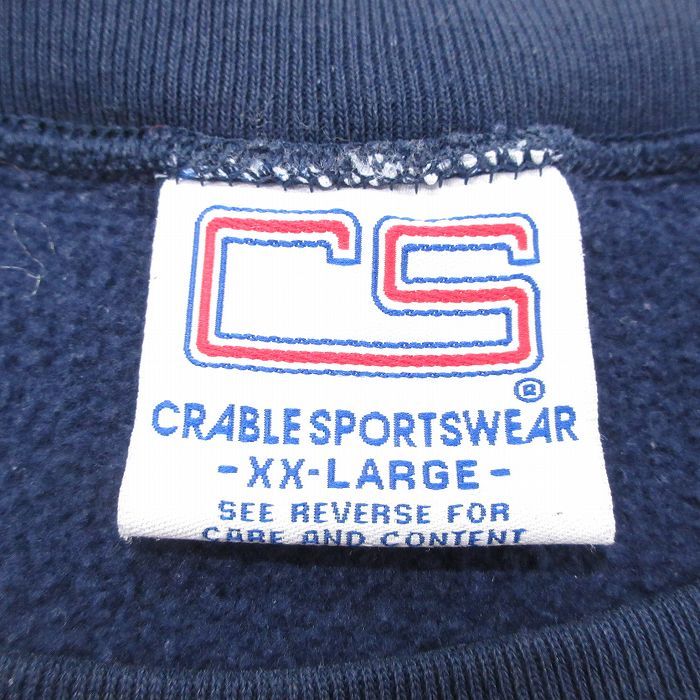 CS
®
CRABLE SPORTSWEAR
-XX-LARGE-
SEE REVERSE FOR
CARE AND CONTENT